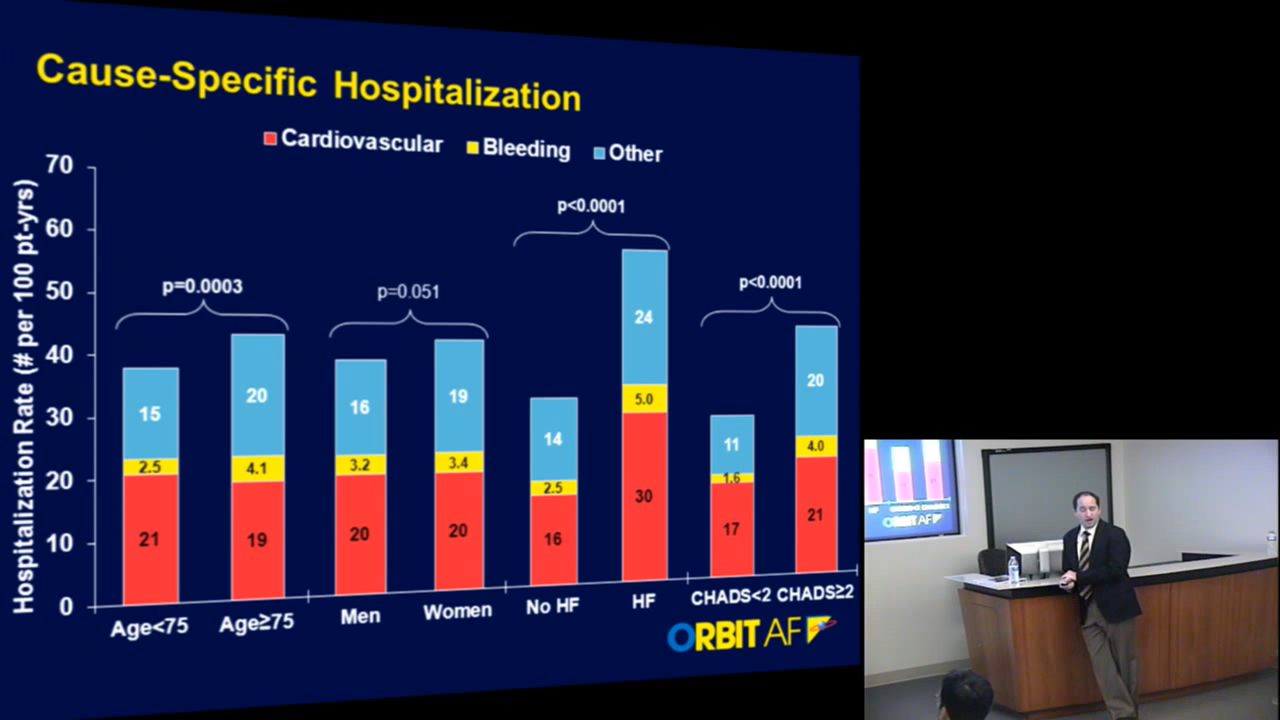 Cause-Specific Hospitalization
Cardiovascular Bleeding Other
Hospitalization Rate (# per 100 pt-yrs)
70
60
50
40
30
20
10
0
p=0.0003
p=0.051
p<0.0001
p<0.0001
15
2.5
21
20
4.1
19
16
3.2
20
19
3.4
20
14
2.5
16
24
5.0
30
11
1.6
17
20
4.0
21
Age<75 Age≥75 Men Women No HF HF CHADS<2 CHADS≥2
ORBIT AF
HF
ORBIT AF